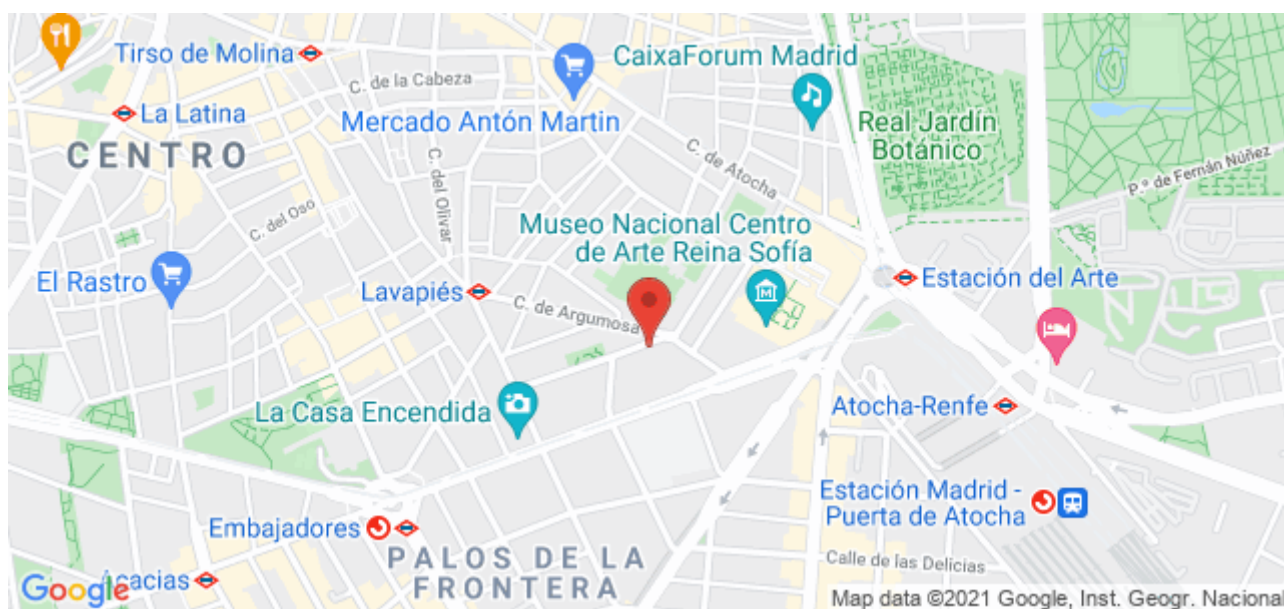 Tirso de Molina
C. de la Cabeza
CaixaForum Madrid
La Latina
Mercado Antón Martin
Real Jardín
Botánico
CENTRO
C. de Atocha
P.º de Fernán Núñez
C. del Olivar
C. del Oso
Museo Nacional Centro
de Arte Reina Sofía
El Rastro
Lavapiés
Estación del Arte
C. de Argumosa
La Casa Encendida
Atocha-Renfe
Estación Madrid -
Puerta de Atocha
Embajadores
PALOS DE LA
FRONTERA
Calle de las Delicias
Acacias
Google
Map data ©2021 Google, Inst. Geogr. Naciona